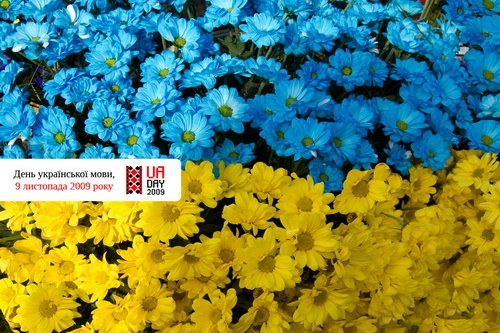 День української мови,
9 листопада 2009 року
UA
DAY
2009